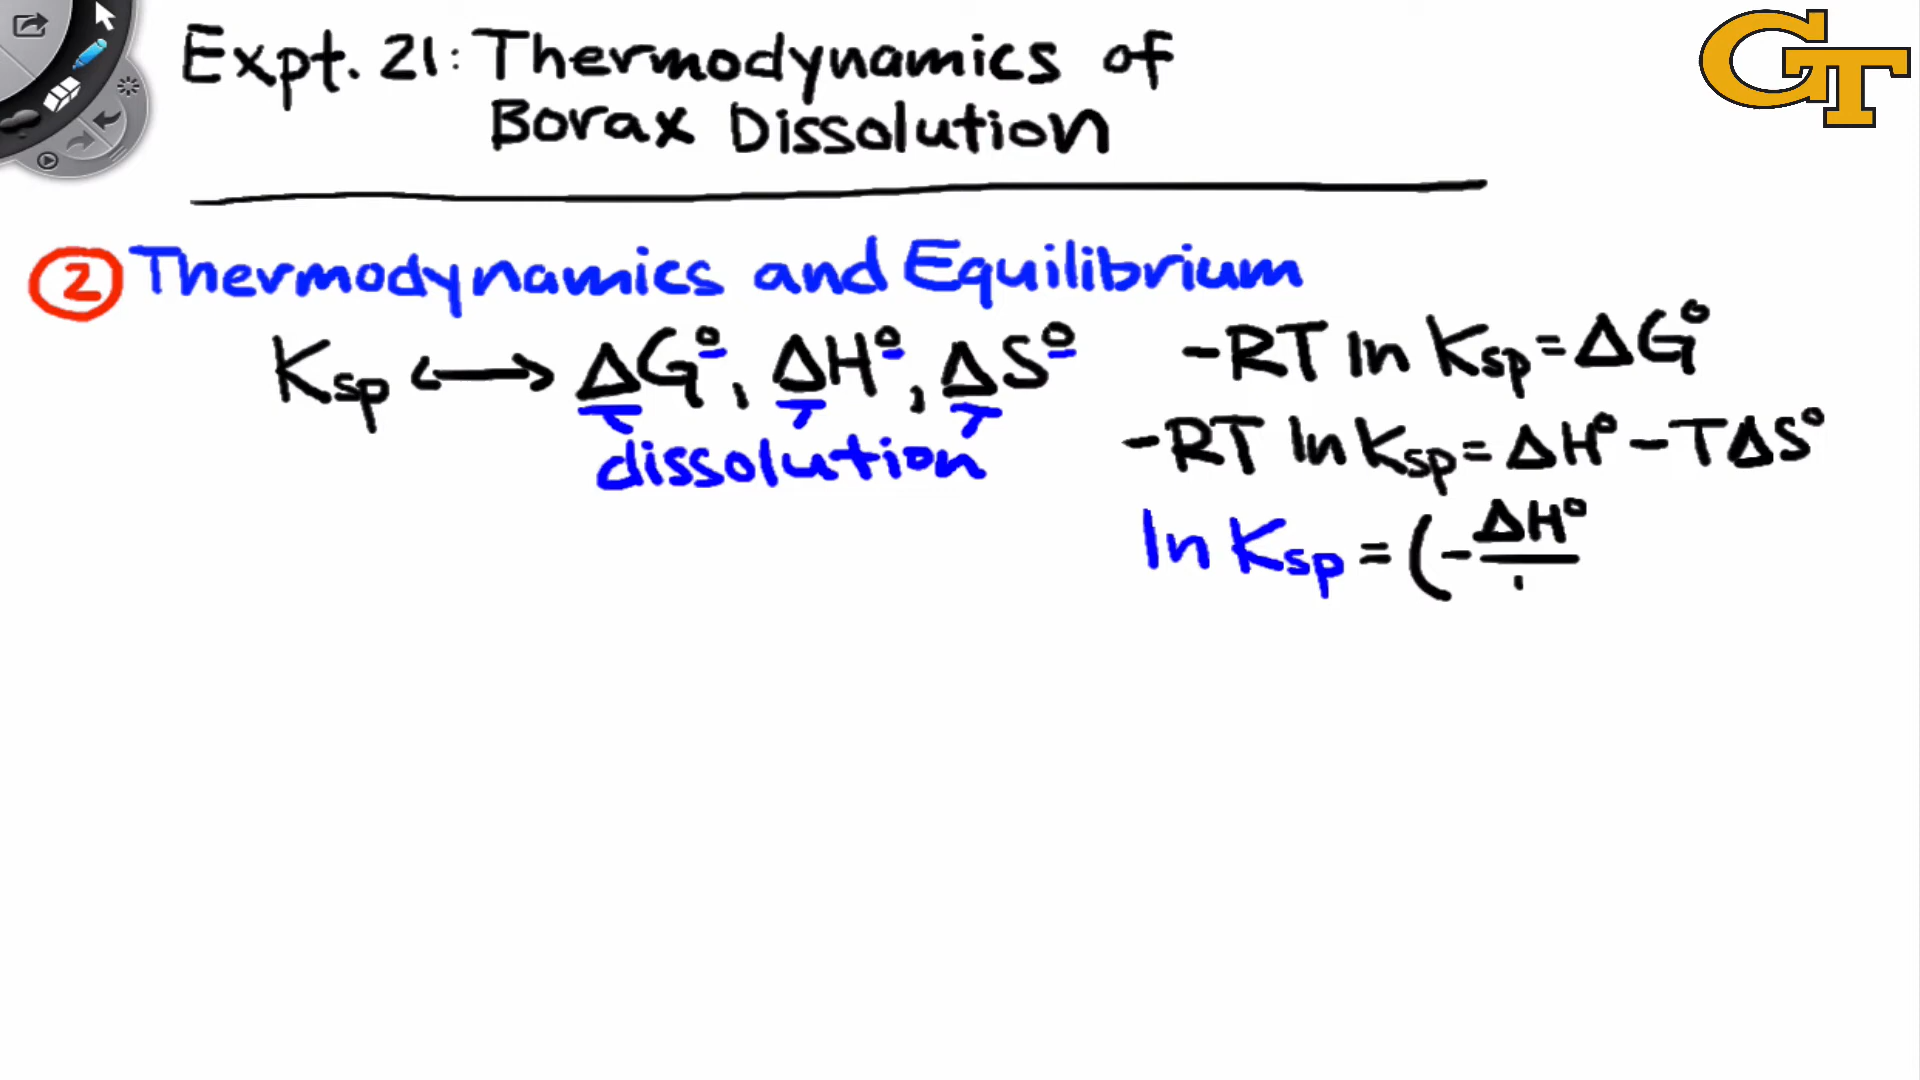 Expt. 21: Thermodynamics of
Borax Dissolution
GT
② Thermodynamics and Equilibrium
Ksp ⟷ ΔG°, ΔH°, ΔS°
dissolution
-RT ln Ksp = ΔG°
-RT ln Ksp = ΔH° - TΔS°
ln Ksp = (-ΔH°/